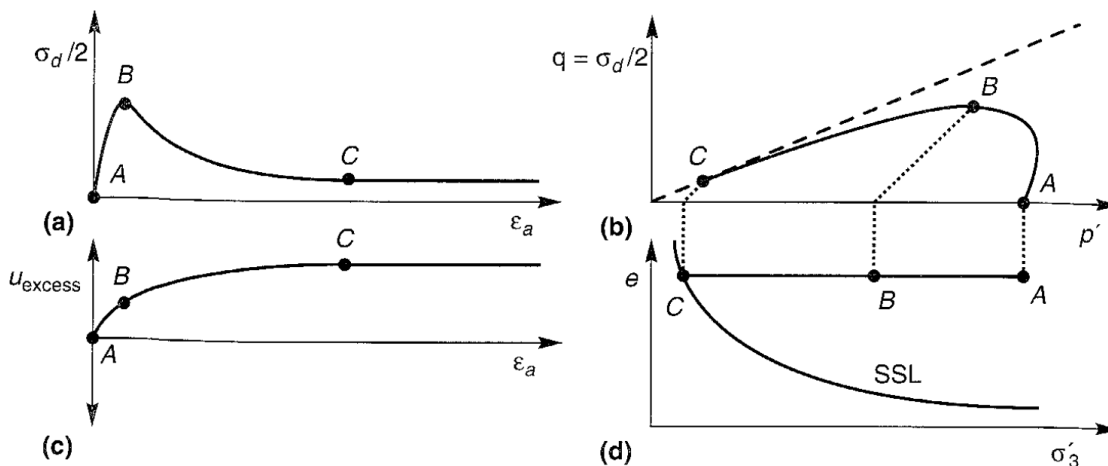 σd/2
B
A
C
(a)
εa
q = σd/2
B
C
A
(b)
p′
uexcess
B
C
A
εa
(c)
e
C
B
A
SSL
(d)
σ′3